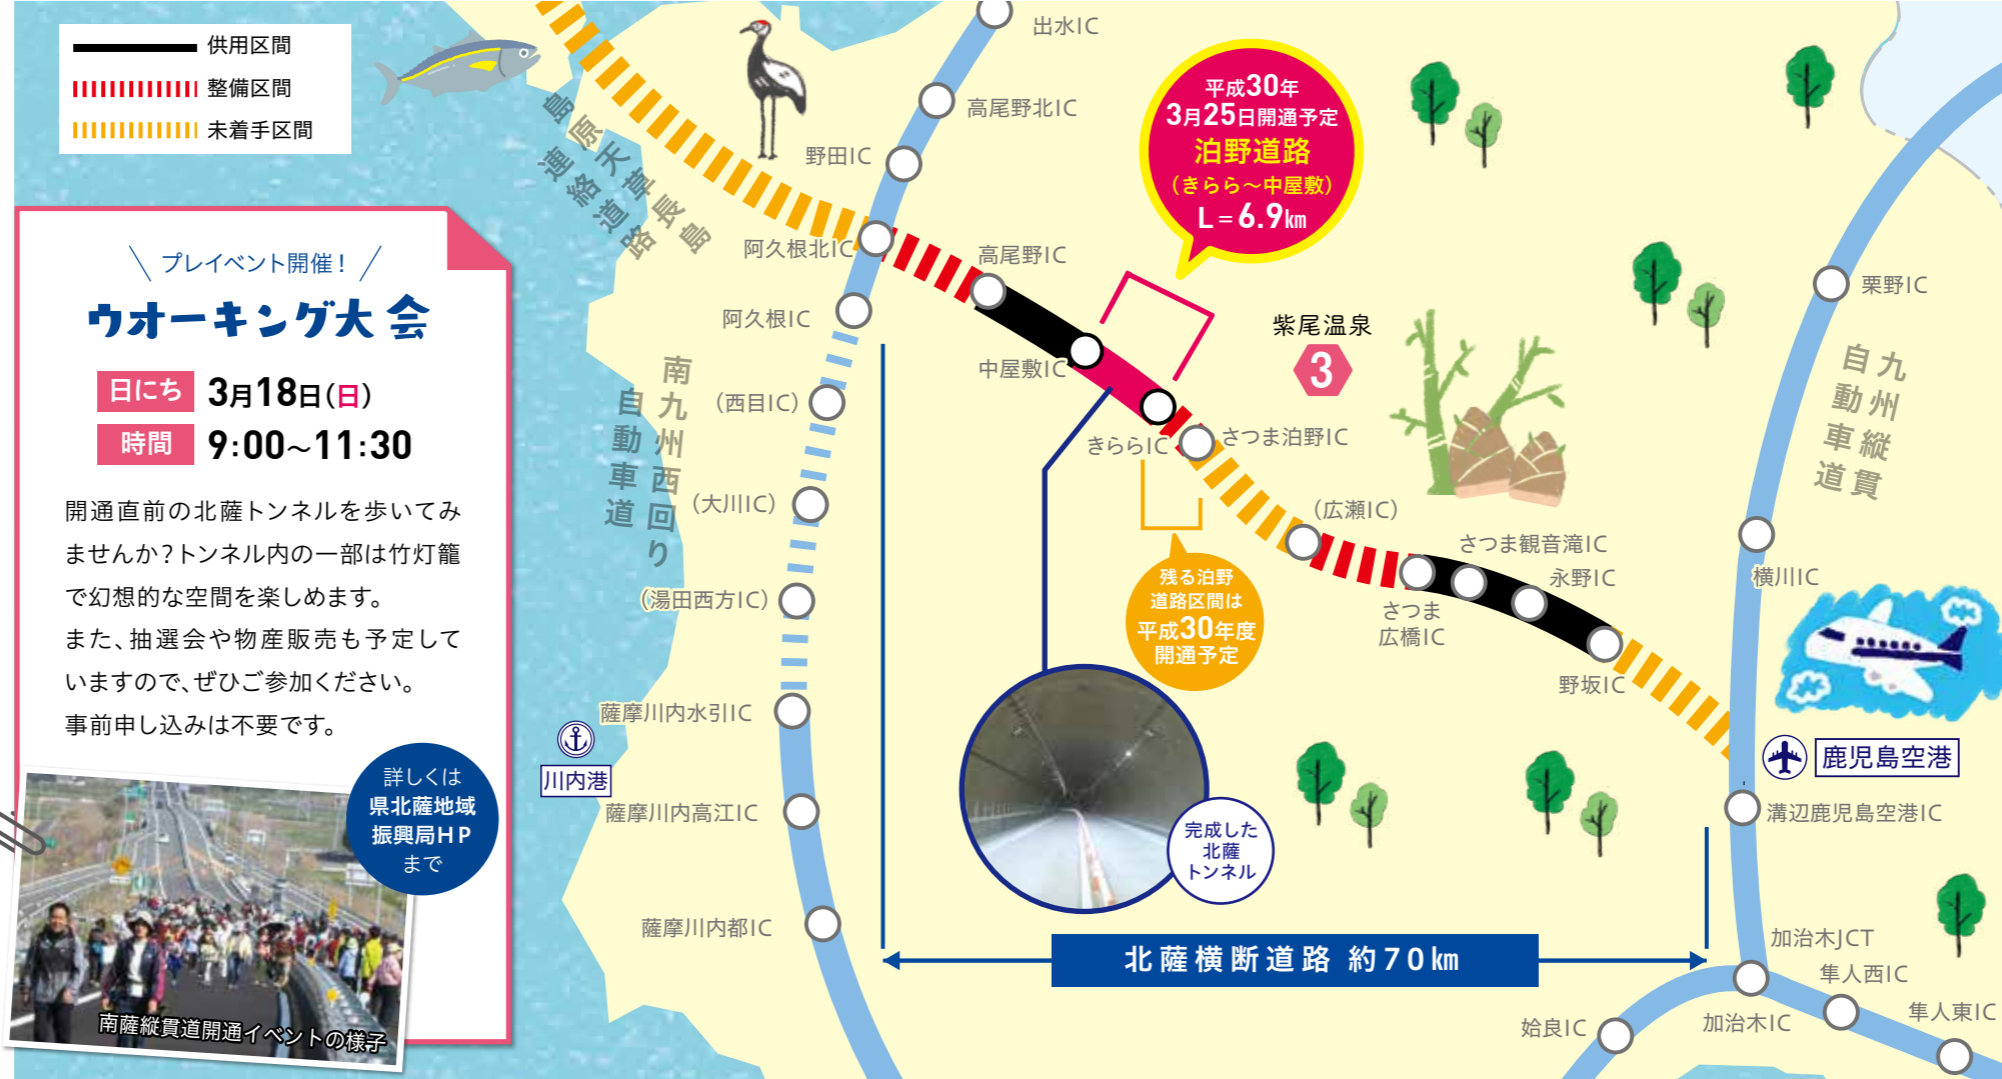 供用区間
整備区間
未着手区間
プレイベント開催！
ウオーキング大会
日にち 3月18日(日)
時間 9:00～11:30
開通直前の北薩トンネルを歩いてみ
ませんか？トンネル内の一部は竹灯籠
で幻想的な空間を楽しめます。
また、抽選会や物産販売も予定して
いますので、ぜひご参加ください。
事前申し込みは不要です。
詳しくは
県北薩地域
振興局HP
まで
南薩縦貫道開通イベントの様子
島原天草長島
連絡道路
出水IC
高尾野北IC
野田IC
阿久根北IC
高尾野IC
阿久根IC
中屋敷IC
(西目IC)
きららIC
さつま泊野IC
(大川IC)
(広瀬IC)
さつま観音滝IC
永野IC
(湯田西方IC)
さつま
広橋IC
野坂IC
薩摩川内水引IC
川内港
薩摩川内高江IC
薩摩川内都IC
南九州西回り
自動車道
平成30年
3月25日開通予定
泊野道路
(きらら～中屋敷)
L=6.9㎞
紫尾温泉
3
残る泊野
道路区間は
平成30年度
開通予定
完成した
北薩
トンネル
北薩横断道路 約70㎞
栗野IC
九州縦貫
自動車道
横川IC
鹿児島空港
溝辺鹿児島空港IC
加治木JCT
隼人西IC
加治木IC
隼人東IC
姶良IC